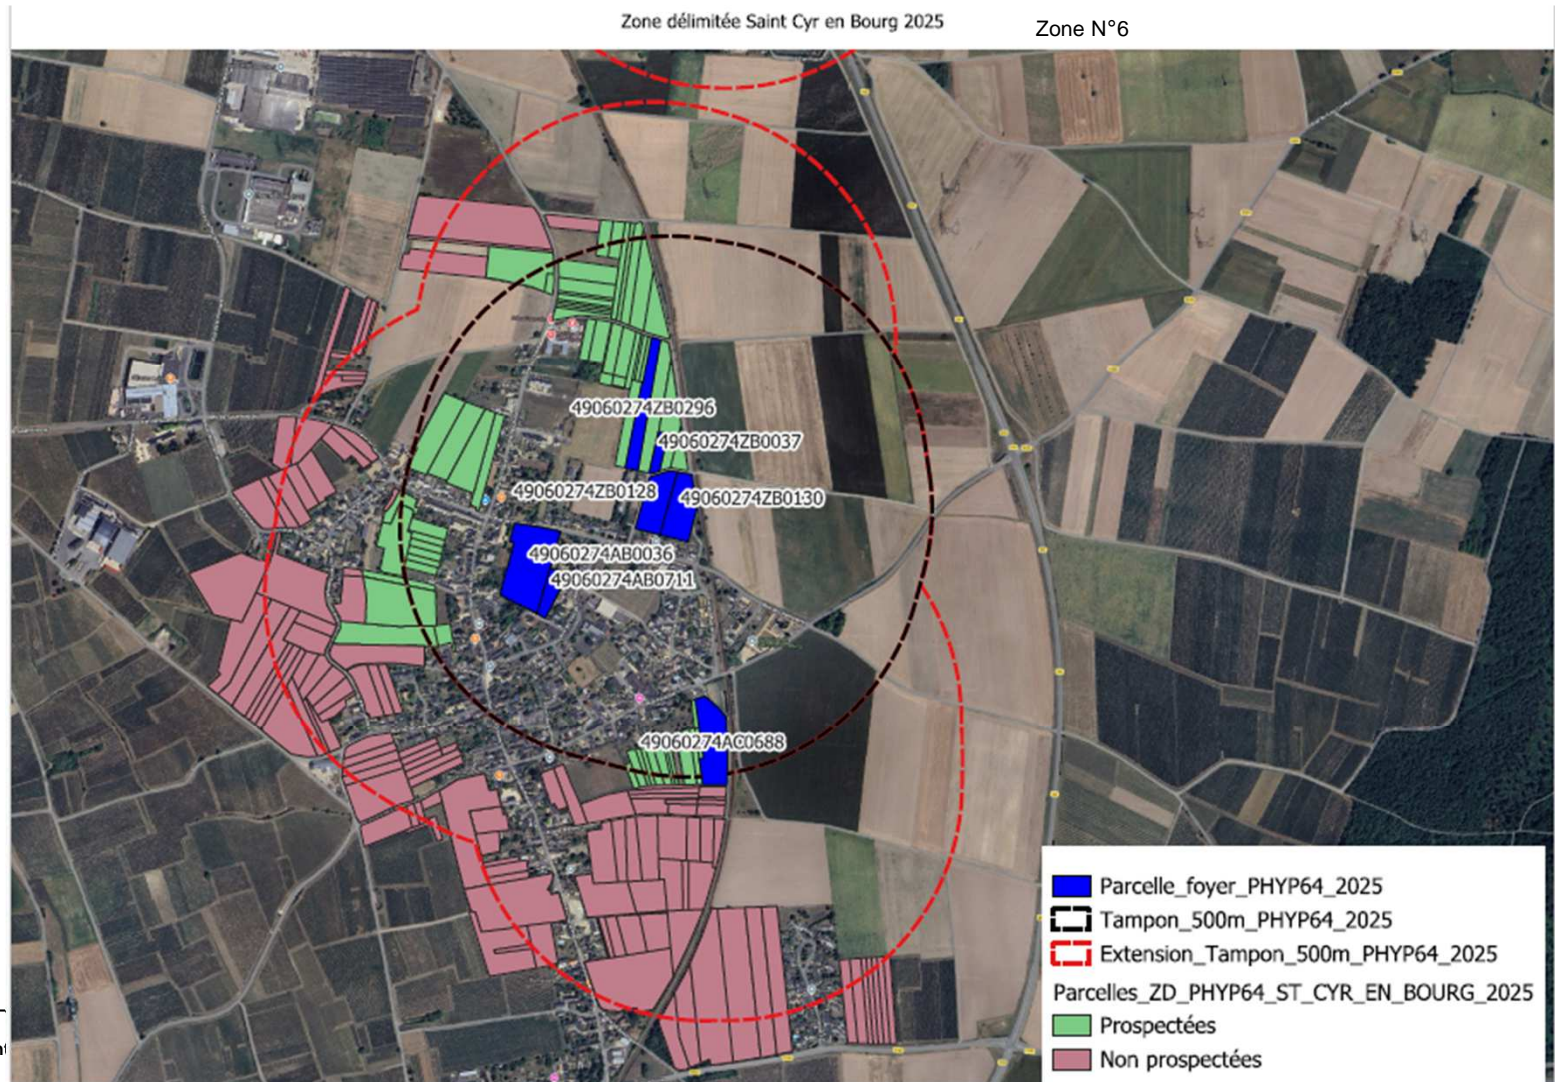 Zone délimitée Saint Cyr en Bourg 2025
Zone N°6
49060274ZB0296
49060274ZB0037
49060274ZB0128
49060274ZB0130
49060274AB0036
49060274AB0711
49060274AC0688
Parcelle_foyer_PHYP64_2025
Tampon_500m_PHYP64_2025
Extension_Tampon_500m_PHYP64_2025
Parcelles_ZD_PHYP64_ST_CYR_EN_BOURG_2025
Prospectées
Non prospectées